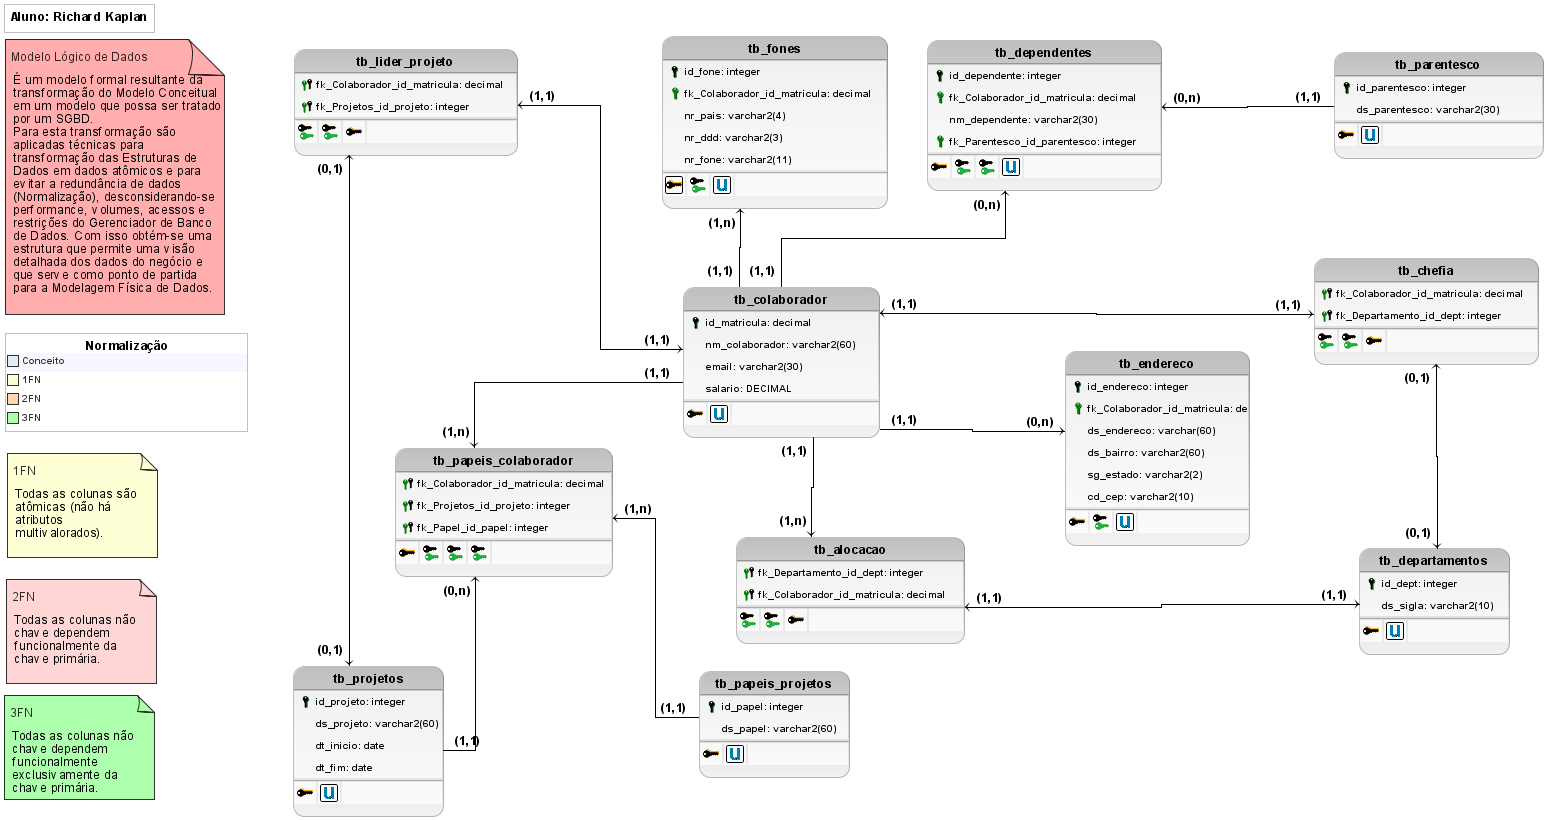 Aluno: Richard Kaplan
Modelo Lógico de Dados
É um modelo formal resultante da
transformação do Modelo Conceitual
em um modelo que possa ser tratado
por um SGBD.
Para esta transformação são
aplicadas técnicas para
transformação das Estruturas de
Dados em dados atômicos e para
evitar a redundância de dados
(Normalização), desconsiderando-se
performance, volumes, acessos e
restrições do Gerenciador de Banco
de Dados. Com isso obtém-se uma
estrutura que permite uma visão
detalhada dos dados do negócio e
que serve como ponto de partida
para a Modelagem Física de Dados.
Normalização
Conceito
1FN
2FN
3FN
1FN
Todas as colunas são
atômicas (não há
atributos
multivalorados).
2FN
Todas as colunas não
chave dependem
funcionalmente da
chave primária.
3FN
Todas as colunas não
chave dependem
funcionalmente
exclusivamente da
chave primária.
tb_lider_projeto
fk_Colaborador_id_matricula: decimal
fk_Projetos_id_projeto: integer
(1,1)
(0,1)
tb_fones
id_fone: integer
fk_Colaborador_id_matricula: decimal
nr_pais: varchar2(4)
nr_ddd: varchar2(3)
nr_fone: varchar2(11)
u
(1,n)
(1,1)
tb_dependentes
id_dependente: integer
fk_Colaborador_id_matricula: decimal
nm_dependente: varchar2(30)
fk_Parentesco_id_parentesco: integer
u
(0,n)
(1,1)
(0,n)
(1,1)
tb_parentesco
id_parentesco: integer
ds_parentesco: varchar2(30)
u
tb_colaborador
id_matricula: decimal
nm_colaborador: varchar2(60)
email: varchar2(30)
salario: DECIMAL
u
(1,1)
(1,1)
(1,1)
(1,1)
(1,1)
(1,1)
tb_chefia
fk_Colaborador_id_matricula: decimal
fk_Departamento_id_dept: integer
(0,1)
(0,1)
tb_endereco
id_endereco: integer
fk_Colaborador_id_matricula: de
ds_endereco: varchar(60)
ds_bairro: varchar2(60)
sg_estado: varchar2(2)
cd_cep: varchar2(10)
u
(0,n)
(1,n)
tb_papeis_colaborador
fk_Colaborador_id_matricula: decimal
fk_Projetos_id_projeto: integer
fk_Papel_id_papel: integer
(1,n)
(0,n)
(1,n)
tb_alocacao
fk_Departamento_id_dept: integer
fk_Colaborador_id_matricula: decimal
(1,1)
(1,1)
tb_departamentos
id_dept: integer
ds_sigla: varchar2(10)
u
(0,1)
tb_projetos
id_projeto: integer
ds_projeto: varchar2(60)
dt_inicio: date
dt_fim: date
u
(1,1)
tb_papeis_projetos
id_papel: integer
ds_papel: varchar2(60)
u
(1,1)